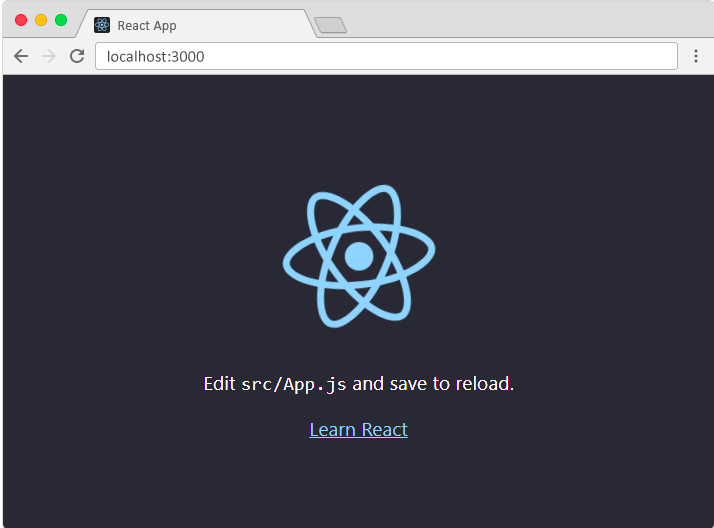 React App
localhost:3000
Edit src/App.js and save to reload.
Learn React